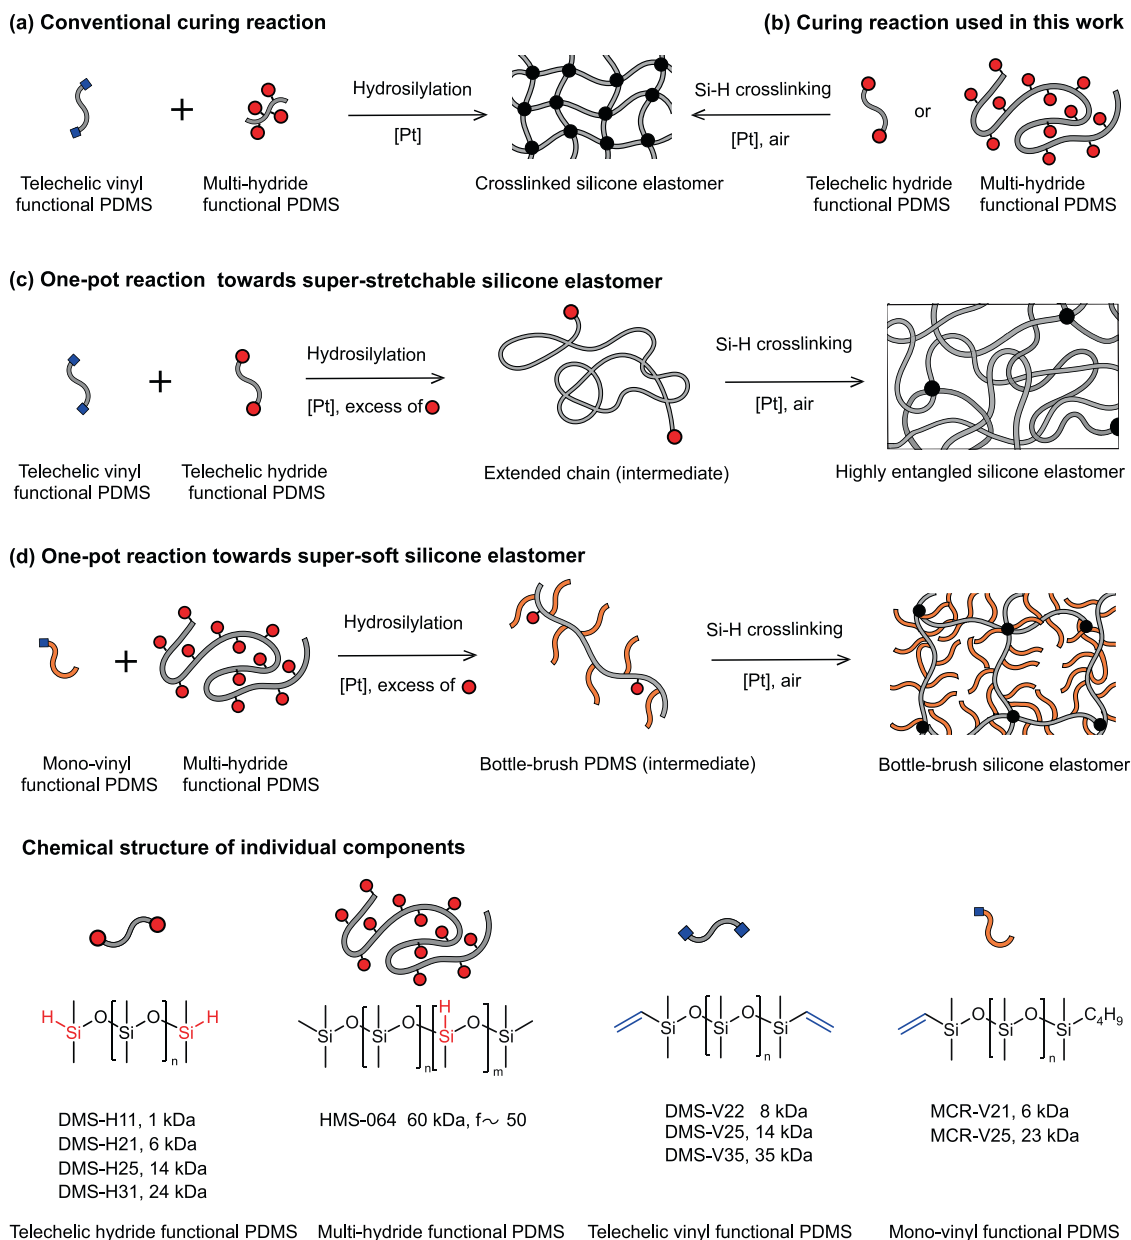 (a) Conventional curing reaction
(b) Curing reaction used in this work
+
Hydrosilylation
[Pt]
Si-H crosslinking
[Pt], air
or
Telechelic vinyl
functional PDMS
Multi-hydride
functional PDMS
Crosslinked silicone elastomer
Telechelic hydride
functional PDMS
Multi-hydride
functional PDMS
(c) One-pot reaction towards super-stretchable silicone elastomer
+
Hydrosilylation
[Pt], excess of
Si-H crosslinking
[Pt], air
Telechelic vinyl
functional PDMS
Telechelic hydride
functional PDMS
Extended chain (intermediate)
Highly entangled silicone elastomer
(d) One-pot reaction towards super-soft silicone elastomer
+
Hydrosilylation
[Pt], excess of
Si-H crosslinking
[Pt], air
Mono-vinyl
functional PDMS
Multi-hydride
functional PDMS
Bottle-brush PDMS (intermediate)
Bottle-brush silicone elastomer
Chemical structure of individual components
H Si O [ Si O ] n Si H
Si O [ Si O ] n [ Si H O ] m Si
Si O [ Si O ] n Si
Si O [ Si O ] n Si C4H9
DMS-H11, 1 kDa
DMS-H21, 6 kDa
DMS-H25, 14 kDa
DMS-H31, 24 kDa
HMS-064 60 kDa, f~ 50
DMS-V22 8 kDa
DMS-V25, 14 kDa
DMS-V35, 35 kDa
MCR-V21, 6 kDa
MCR-V25, 23 kDa
Telechelic hydride functional PDMS
Multi-hydride functional PDMS
Telechelic vinyl functional PDMS
Mono-vinyl functional PDMS